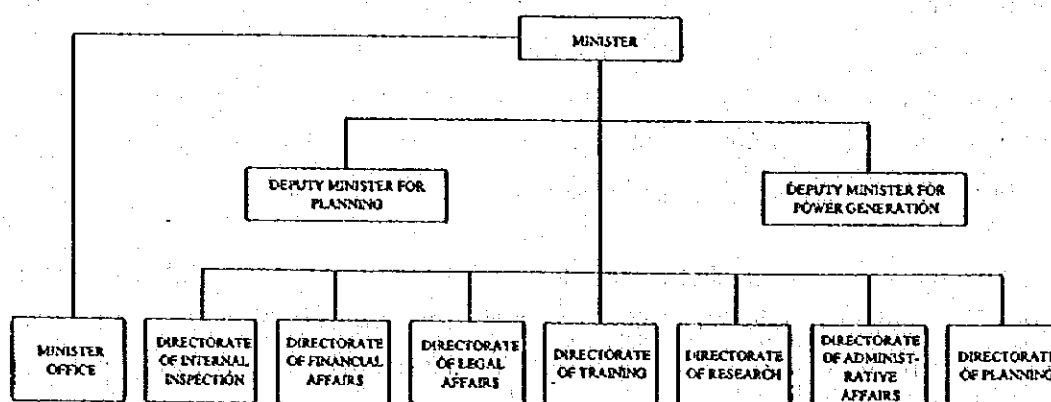 MINISTER
DEPUTY MINISTER FOR
PLANNING
DEPUTY MINISTER FOR
POWER GENERATION
MINISTER
OFFICE
DIRECTORATE
OF INTERNAL
INSPECTION
DIRECTORATE
OF FINANCIAL
AFFAIRS
DIRECTORATE
OF LEGAL
AFFAIRS
DIRECTORATE
OF TRAINING
DIRECTORATE
OF RESEARCH
DIRECTORATE
OF ADMINIST-
RATIVE
AFFAIRS
DIRECTORATE
OF PLANNING